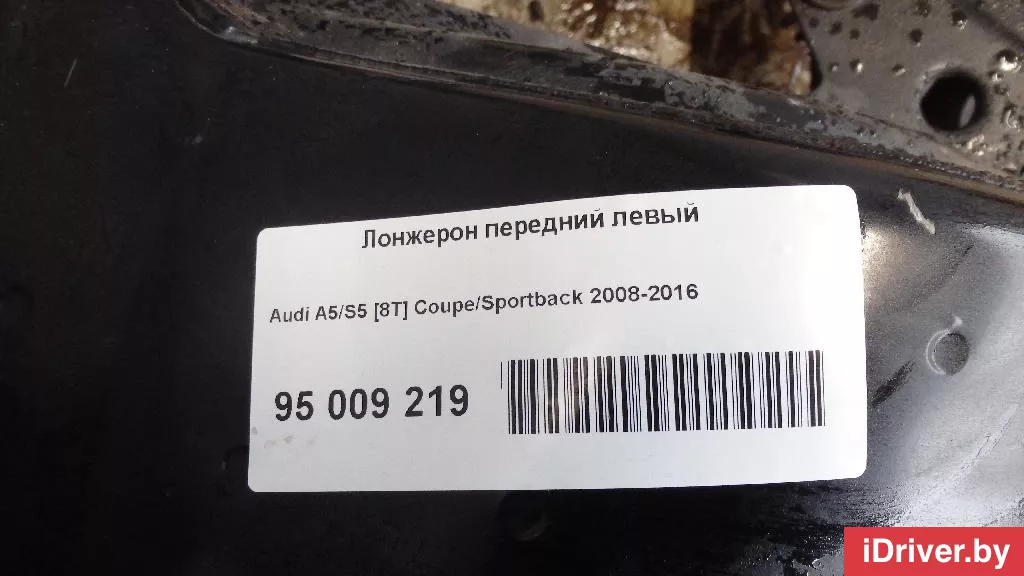 Лонжерон передний левый
Audi A5/S5 [8T] Coupe/Sportback 2008-2016
95 009 219
iDriver.by